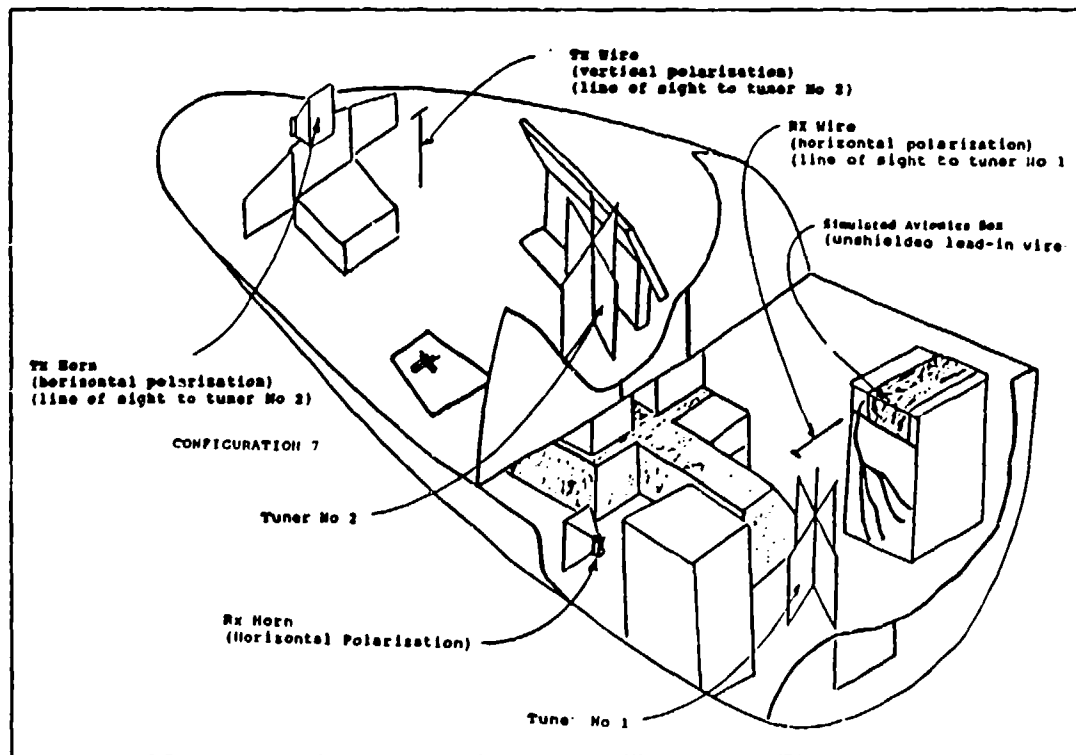 Tx Wire
(vertical polarization)
(line of sight to tuner No 2)
RX Wire
(horizontal polarization)
(line of sight to tuner No 1
Simulated Avionics Box
(unshielded lead-in wire
Tx Horn
(horizontal polarization)
(line of sight to tuner No 2)
CONFIGURATION 7
Tuner No 2
Rx Horn
(Horizontal Polarization)
Tune No 1